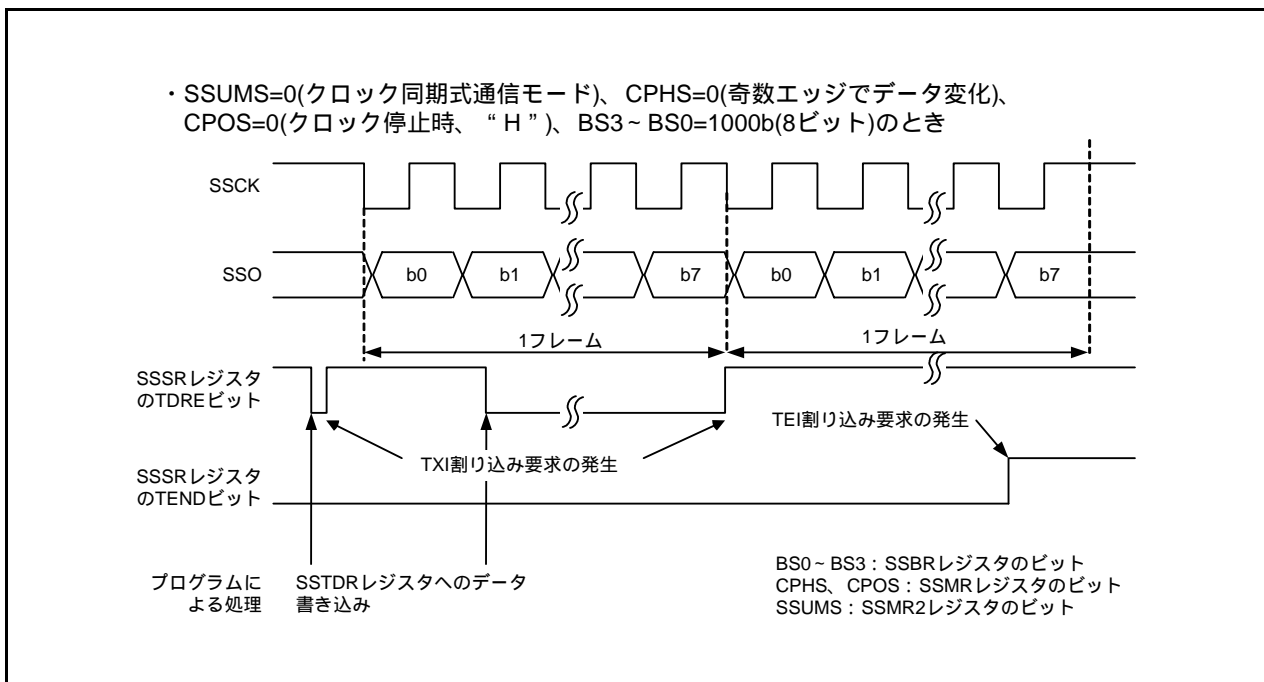 ・SSUMS=0(クロック同期式通信モード)、CPHS=0(奇数エッジでデータ変化)、
CPOS=0(クロック停止時、“H”)、BS3~BS0=1000b(8ビット)のとき
SSCK
SSO
b0
b1
b7
b0
b1
b7
1フレーム
1フレーム
SSSRレジスタ
のTDREビット
TEI割り込み要求の発生
TXI割り込み要求の発生
SSSRレジスタ
のTENDビット
プログラムに
よる処理
SSTDRレジスタへのデータ
書き込み
BS0~BS3:SSBRレジスタのビット
CPHS、CPOS:SSMRレジスタのビット
SSUMS:SSMR2レジスタのビット